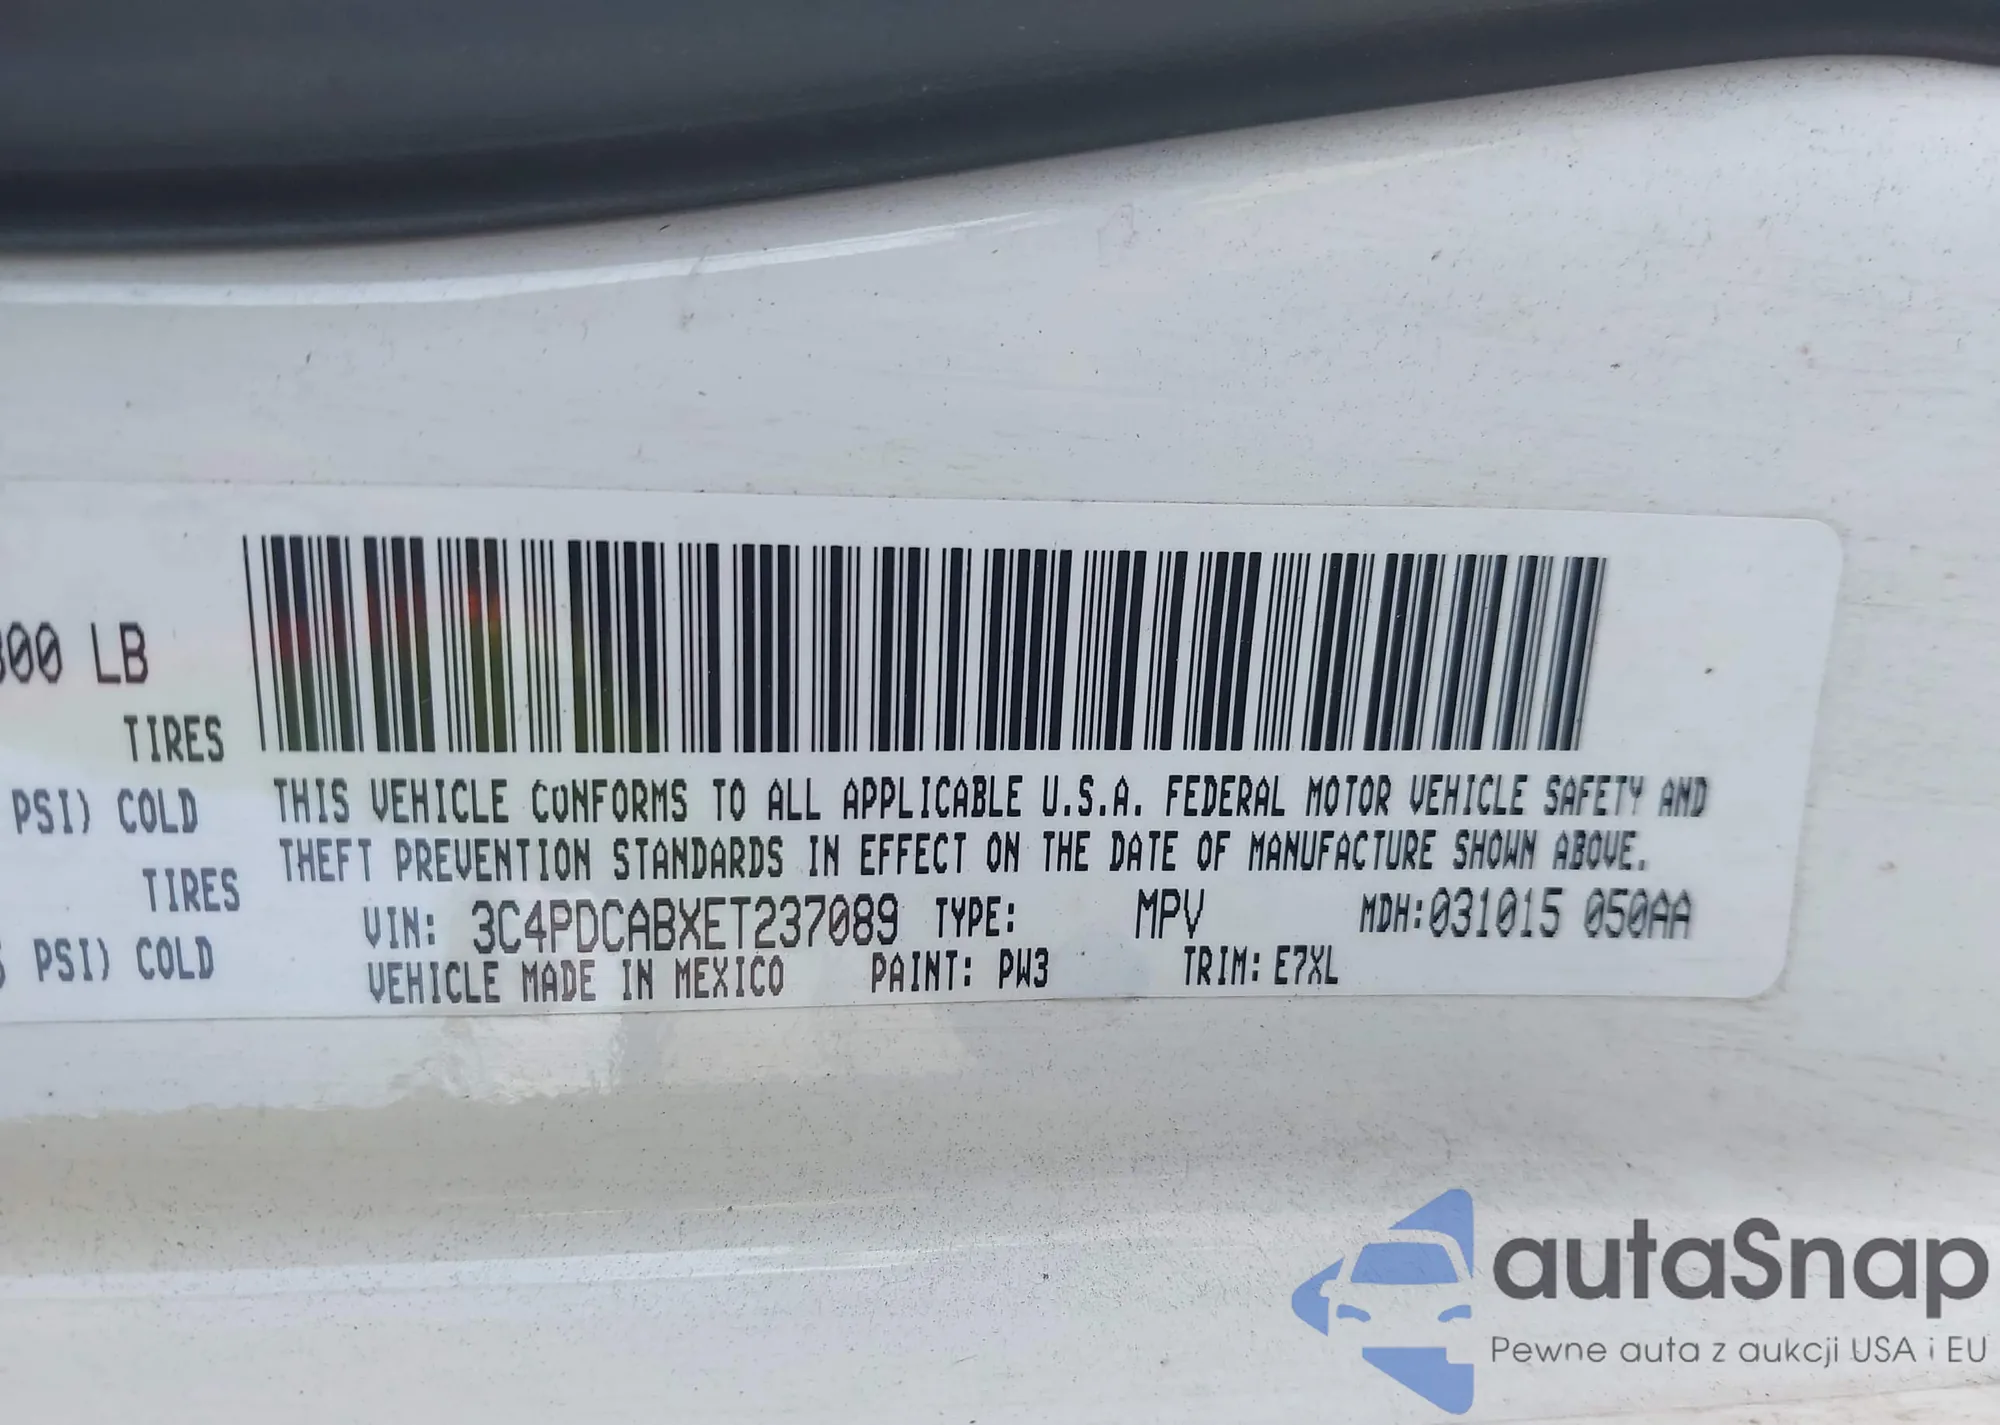 00 LB
TIRES
PSI) COLD
TIRES
PSI) COLD
THIS VEHICLE CONFORMS TO ALL APPLICABLE U.S.A. FEDERAL MOTOR VEHICLE SAFETY AND
THEFT PREVENTION STANDARDS IN EFFECT ON THE DATE OF MANUFACTURE SHOWN ABOVE.
VIN: 3C4PDCABXET237089 TYPE: MPV MDH:031015 050AA
VEHICLE MADE IN MEXICO PAINT: PW3 TRIM: E7XL
autaSnap
Pewne auta z aukcji USA i EU